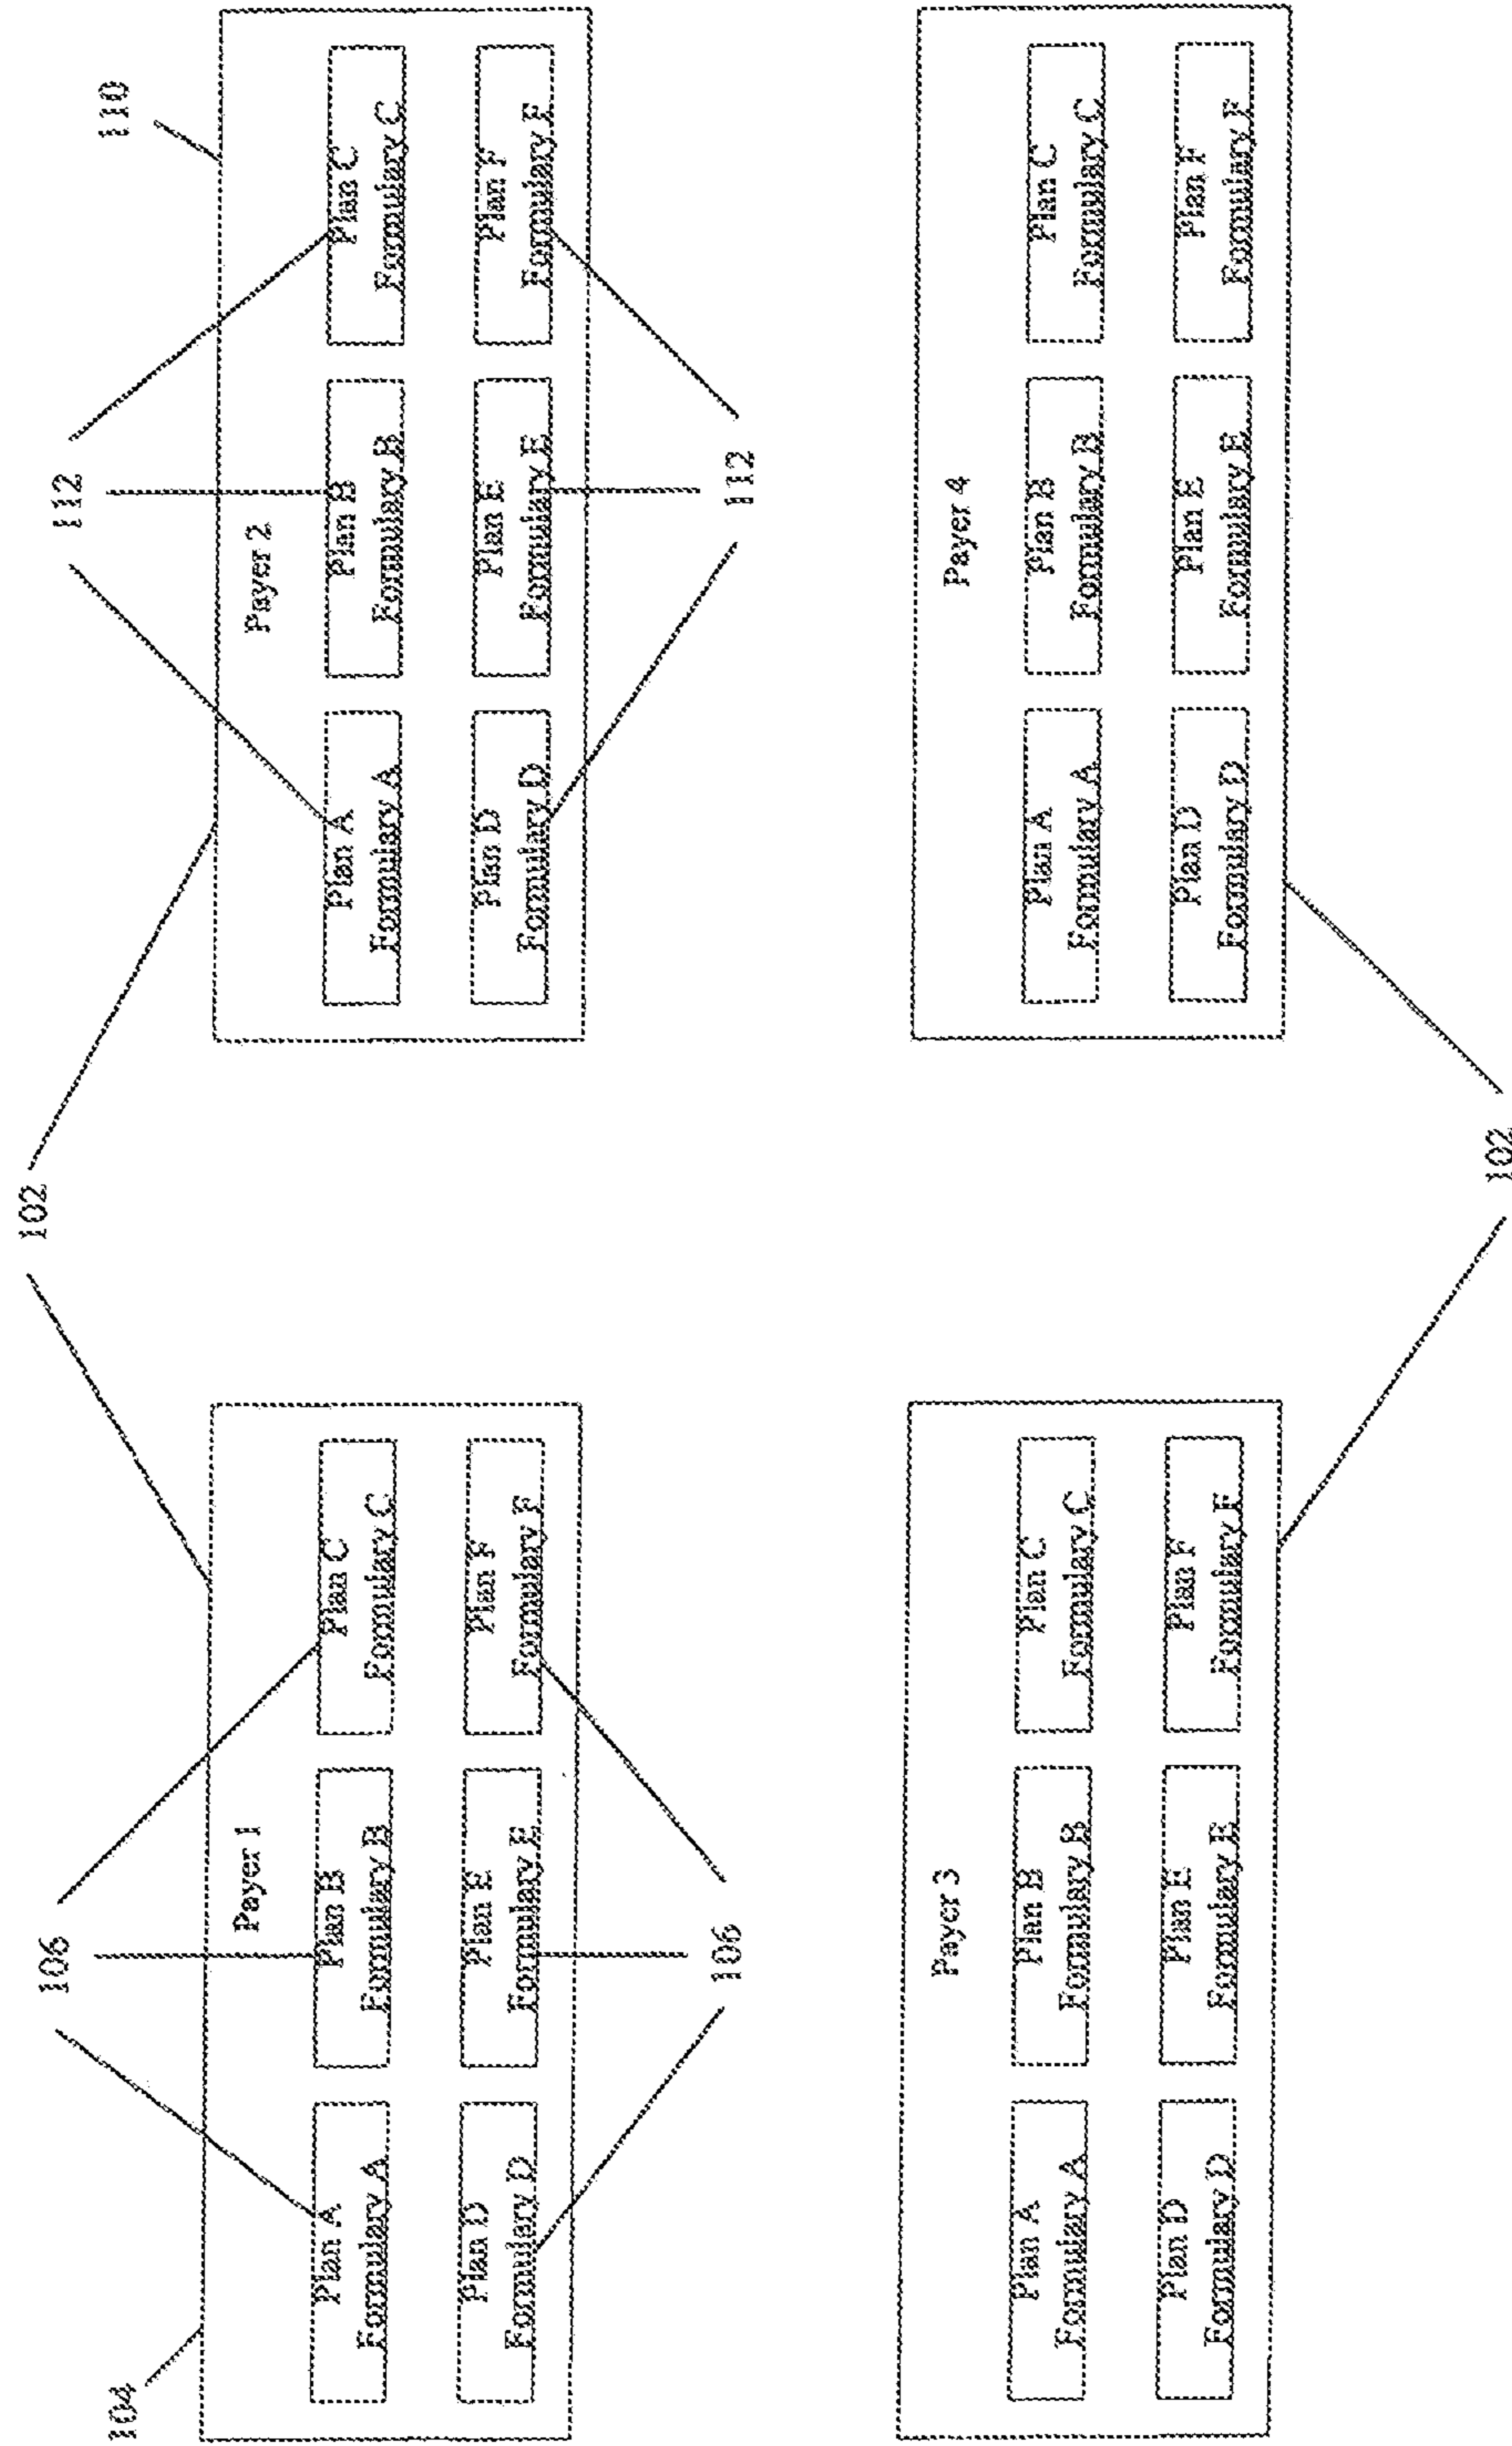 102
104
106
112
110
Payer 1
Plan A
Formulary A
Plan B
Formulary B
Plan C
Formulary C
Plan D
Formulary D
Plan E
Formulary E
Plan F
Formulary F
106
Payer 2
Plan A
Formulary A
Plan B
Formulary B
Plan C
Formulary C
Plan D
Formulary D
Plan E
Formulary E
Plan F
Formulary F
112
Payer 3
Plan A
Formulary A
Plan B
Formulary B
Plan C
Formulary C
Plan D
Formulary D
Plan E
Formulary E
Plan F
Formulary F
Payer 4
Plan A
Formulary A
Plan B
Formulary B
Plan C
Formulary C
Plan D
Formulary D
Plan E
Formulary E
Plan F
Formulary F
102